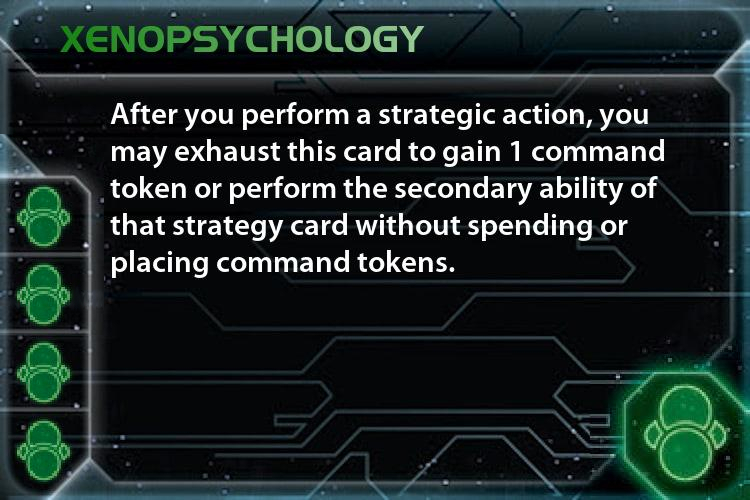 XENOPSYCHOLOGY
After you perform a strategic action, you
may exhaust this card to gain 1 command
token or perform the secondary ability of
that strategy card without spending or
placing command tokens.